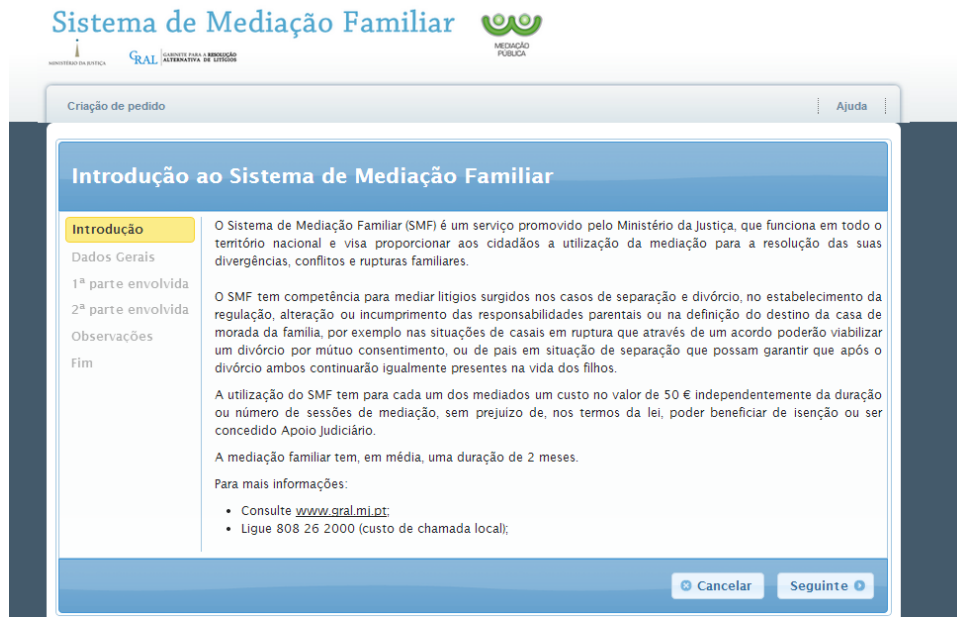 Sistema de Mediação Familiar
MEDIAÇÃO
PÚBLICA
MINISTÉRIO DA JUSTIÇA
GRAL GABINETE PARA A RESOLUÇÃO
ALTERNATIVA DE LITÍGIOS
Criação de pedido
Ajuda
Introdução ao Sistema de Mediação Familiar
Introdução
Dados Gerais
1ª parte envolvida
2ª parte envolvida
Observações
Fim
O Sistema de Mediação Familiar (SMF) é um serviço promovido pelo Ministério da Justiça, que funciona em todo o
território nacional e visa proporcionar aos cidadãos a utilização da mediação para a resolução das suas
divergências, conflitos e rupturas familiares.
O SMF tem competência para mediar litigios surgidos nos casos de separação e divórcio, no estabelecimento da
regulação, alteração ou incumprimento das responsabilidades parentais ou na definição do destino da casa de
morada da familia, por exemplo nas situações de casais em ruptura que através de um acordo poderão viabilizar
um divórcio por mútuo consentimento, ou de pais em situação de separação que possam garantir que após o
divórcio ambos continuarão igualmente presentes na vida dos filhos.
A utilização do SMF tem para cada um dos mediados um custo no valor de 50 € independentemente da duração
ou número de sessões de mediação, sem prejuizo de, nos termos da lei, poder beneficiar de isenção ou ser
concedido Apoio Judiciário.
A mediação familiar tem, em média, uma duração de 2 meses.
Para mais informações:
• Consulte www.gral.mj.pt;
• Ligue 808 26 2000 (custo de chamada local);
Cancelar
Seguinte